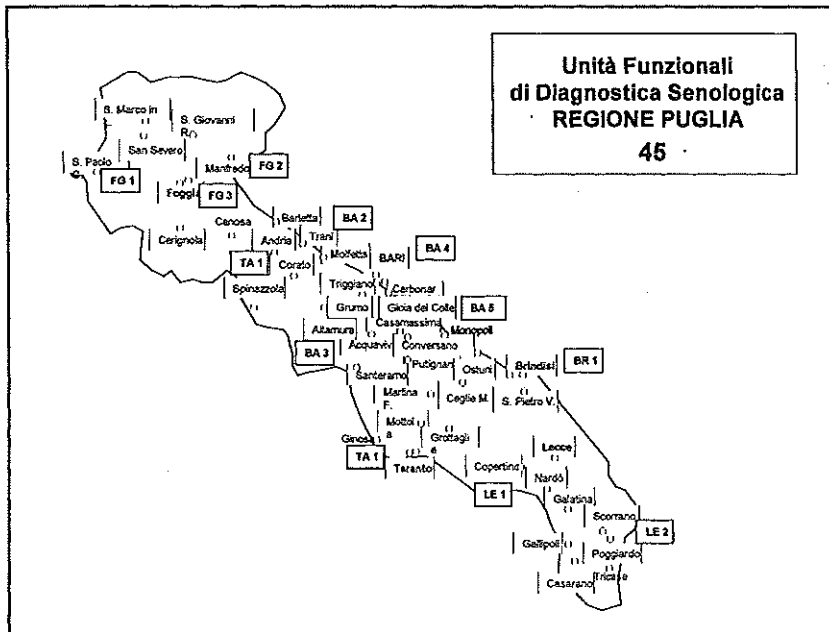 Unità Funzionali
di Diagnostica Senologica
REGIONE PUGLIA
45
S. Marco in
S. Giovanni
R
San Severo
S. Paolo
FG 1
Manfredo
FG 2
Foggia
FG 3
Canosa
Cerignola
Barletta
BA 2
Andria
Trani
TA 1
Corato
Molfetta
BARI
BA 4
Spinazzola
Triggiano
Carbonar
Grumo
Gioia del Colle
BA 5
Altamura
Casamassima
Monopoli
BA 3
Acquaviv
Conversano
Santeramo
Putignan
Ostuni
Brindisi
BR 1
Martina
F.
Ceglie M.
S. Pietro V.
Mottol
a
Ginosa
Grottagli
e
TA 1
Taranto
Lecce
Copertino
Nardò
LE 1
Galatina
Scorrano
LE 2
Gallipoli
Poggiardo
Casarano
Tricase